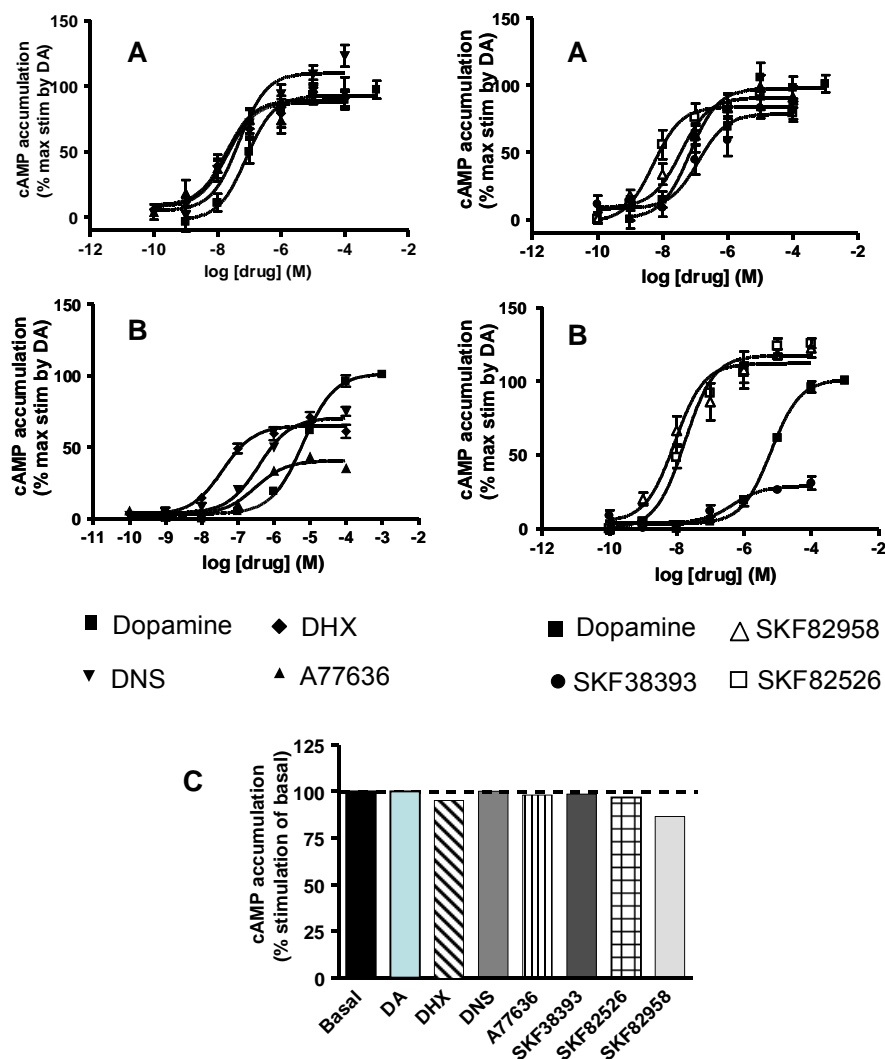 A
cAMP accumulation
(% max stim by DA)
150
100
50
0
-12
-10
-8
-6
-4
-2
log [drug] (M)
A
cAMP accumulation
(% max stim by DA)
150
100
50
0
-12
-10
-8
-6
-4
-2
log [drug] (M)
B
cAMP accumulation
(% max stim by DA)
150
100
50
0
-11
-10
-9
-8
-7
-6
-5
-4
-3
-2
log [drug] (M)
B
cAMP accumulation
(% max stim by DA)
150
100
50
0
-12
-10
-8
-6
-4
-2
log [drug] (M)
Dopamine
DHX
DNS
A77636
Dopamine
SKF82958
SKF38393
SKF82526
C
cAMP accumulation
(% stimulation of basal)
125
100
75
50
25
0
Basal
DA
DHX
DNS
A77636
SKF38393
SKF82526
SKF82958